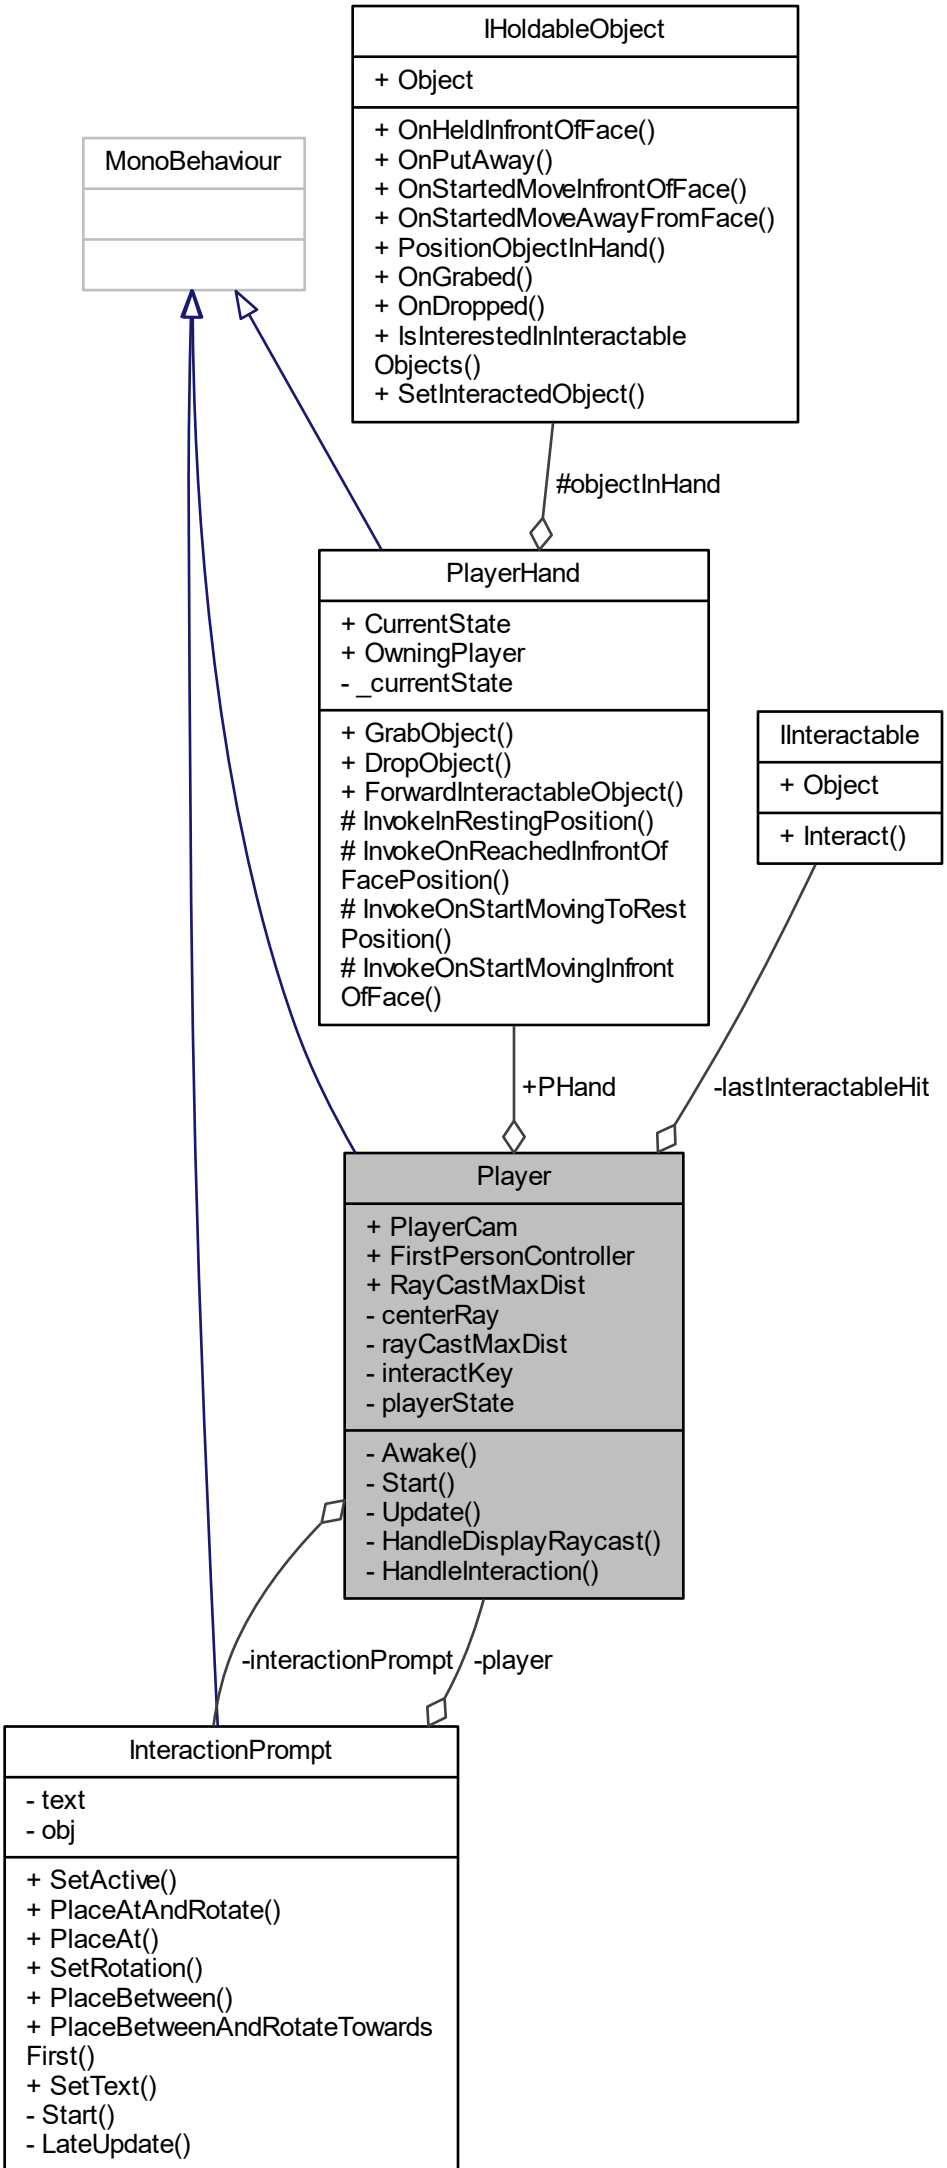 IHoldableObject
+ Object
+ OnHeldInfrontOfFace()
+ OnPutAway()
+ OnStartedMoveInfrontOfFace()
+ OnStartedMoveAwayFromFace()
+ PositionObjectInHand()
+ OnGrabed()
+ OnDropped()
+ IsInterestedInInteractable
Objects()
+ SetInteractedObject()
MonoBehaviour
#objectInHand
PlayerHand
+ CurrentState
+ OwningPlayer
- _currentState
+ GrabObject()
+ DropObject()
+ ForwardInteractableObject()
# InvokeInRestingPosition()
# InvokeOnReachedInfrontOf
FacePosition()
# InvokeOnStartMovingToRest
Position()
# InvokeOnStartMovingInfront
OfFace()
IInteractable
+ Object
+ Interact()
+PHand
-lastInteractableHit
Player
+ PlayerCam
+ FirstPersonController
+ RayCastMaxDist
- centerRay
- rayCastMaxDist
- interactKey
- playerState
- Awake()
- Start()
- Update()
- HandleDisplayRaycast()
- HandleInteraction()
-interactionPrompt
-player
InteractionPrompt
- text
- obj
+ SetActive()
+ PlaceAtAndRotate()
+ PlaceAt()
+ SetRotation()
+ PlaceBetween()
+ PlaceBetweenAndRotateTowards
First()
+ SetText()
- Start()
- LateUpdate()